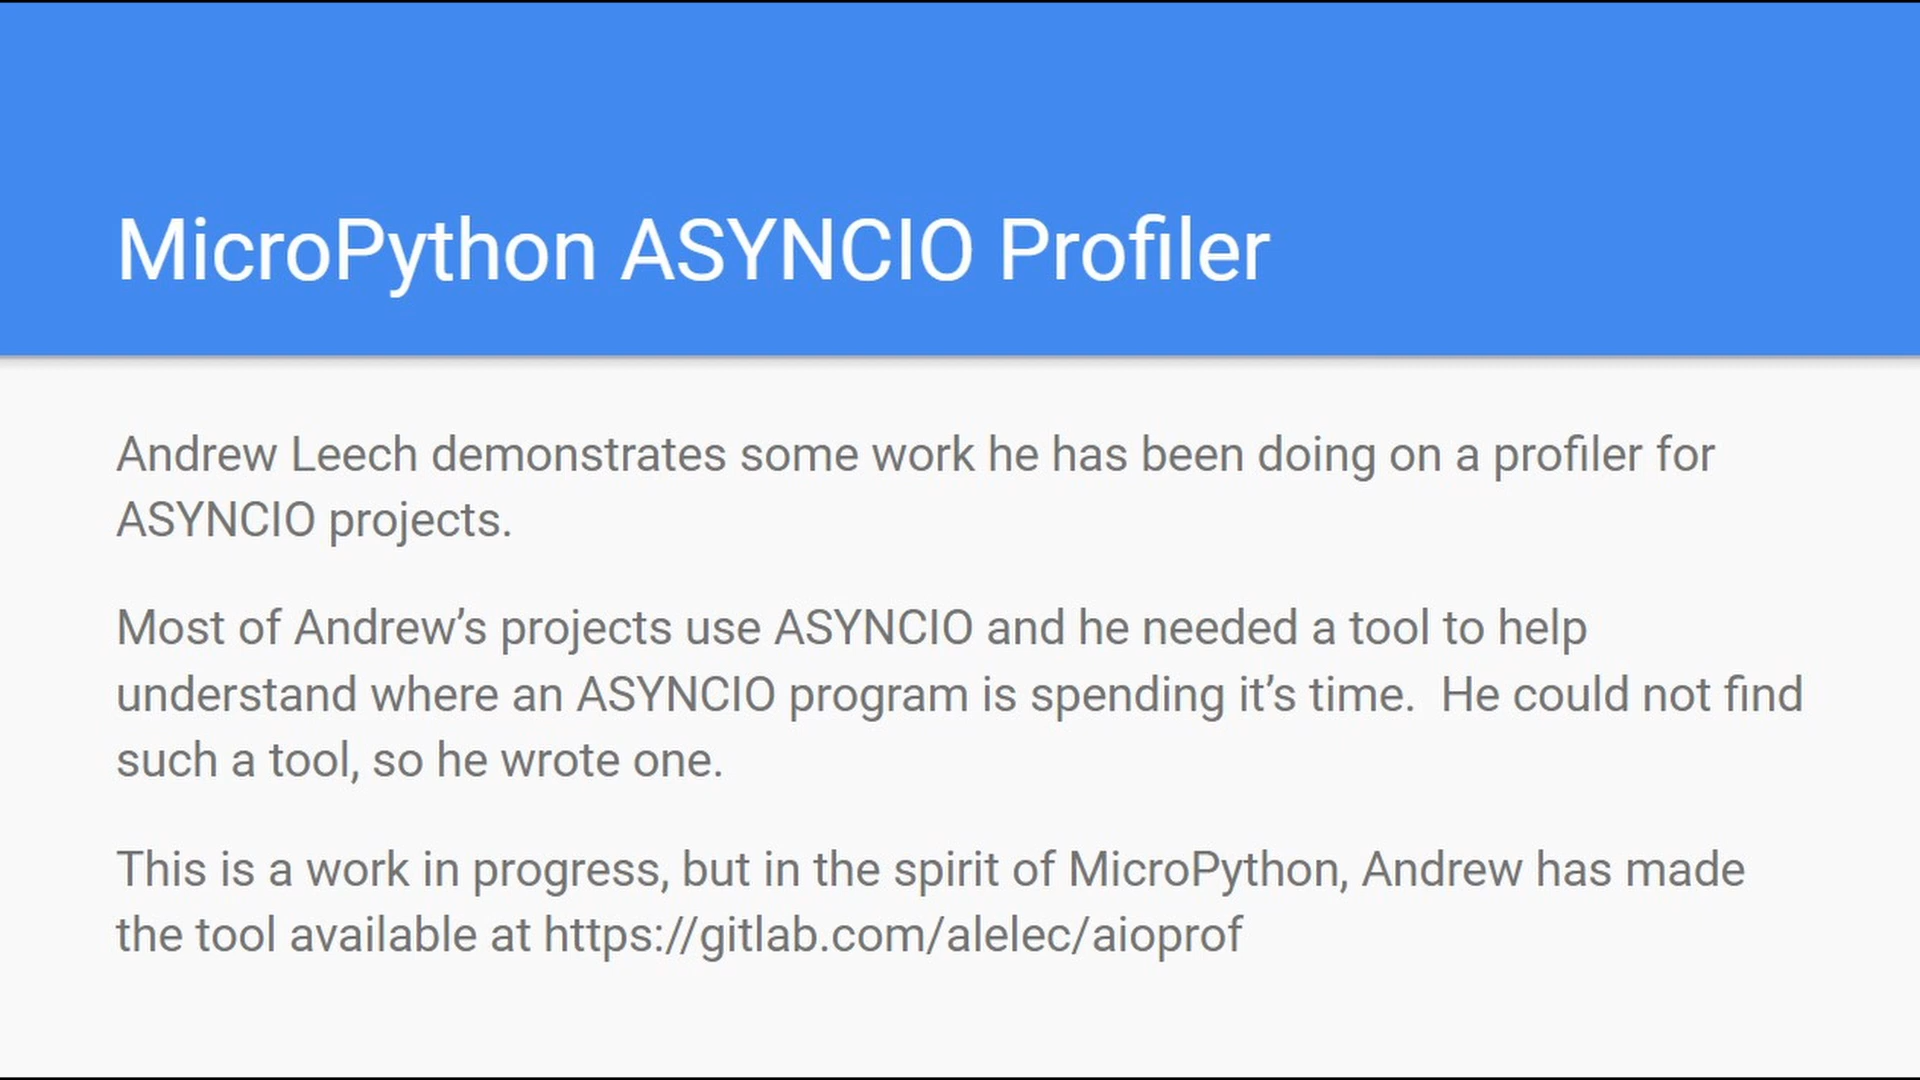 MicroPython ASYNCIO Profiler
Andrew Leech demonstrates some work he has been doing on a profiler for
ASYNCIO projects.
Most of Andrew’s projects use ASYNCIO and he needed a tool to help
understand where an ASYNCIO program is spending it’s time.  He could not find
such a tool, so he wrote one.
This is a work in progress, but in the spirit of MicroPython, Andrew has made
the tool available at https://gitlab.com/alelec/aioprof